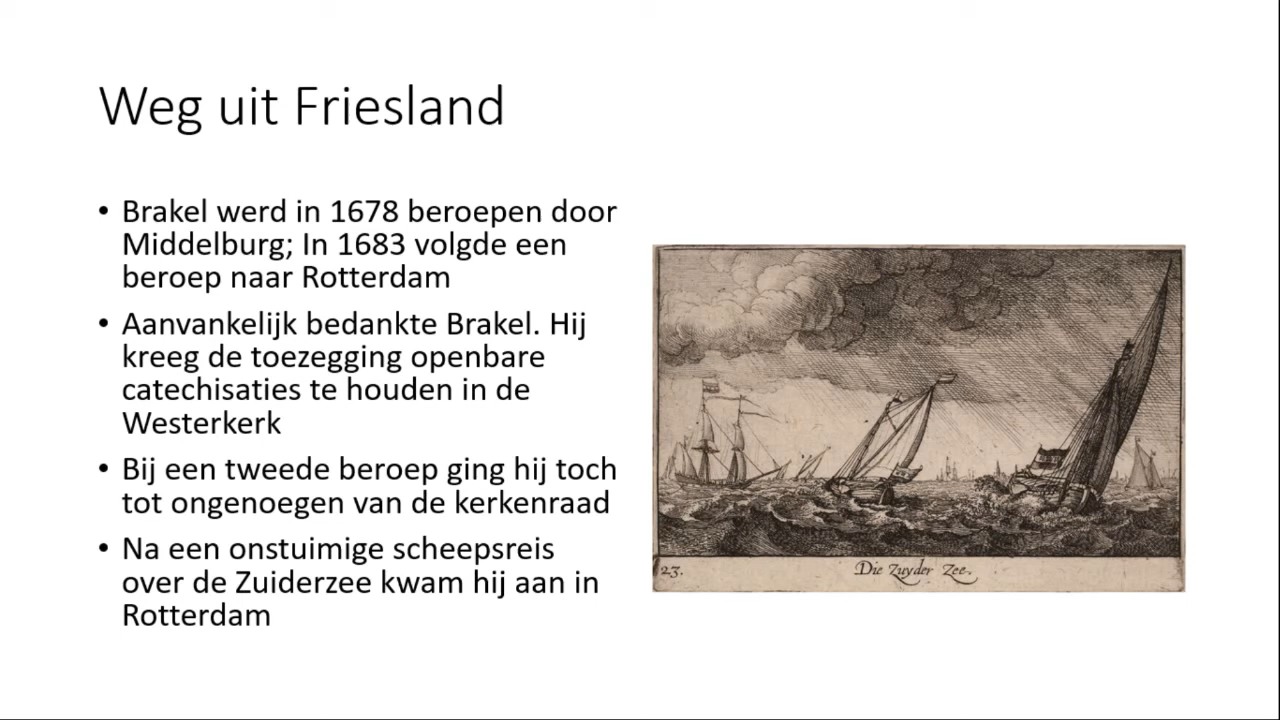 Weg uit Friesland
• Brakel werd in 1678 beroepen door
Middelburg; In 1683 volgde een
beroep naar Rotterdam
• Aanvankelijk bedankte Brakel. Hij
kreeg de toezegging openbare
catechisaties te houden in de
Westerkerk
• Bij een tweede beroep ging hij toch
tot ongenoegen van de kerkenraad
• Na een onstuimige scheepsreis
over de Zuiderzee kwam hij aan in
Rotterdam
23.
Die Zuyder Zee.